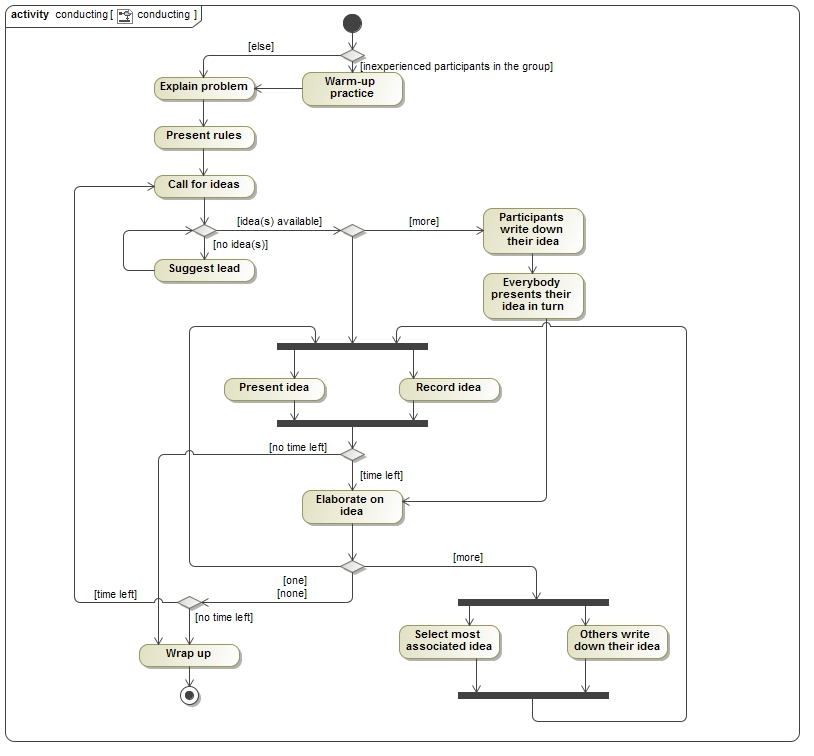 activity conducting[ conducting ]
[else]
[inexperienced participants in the group]
Explain problem
Warm-up
practice
Present rules
Call for ideas
[idea(s) available]
[more]
Participants
write down
their idea
[no idea(s)]
Suggest lead
Everybody
presents their
idea in turn
Present idea
Record idea
[no time left]
[time left]
Elaborate on
idea
[more]
[one]
[none]
[time left]
[no time left]
Select most
associated idea
Others write
down their idea
Wrap up